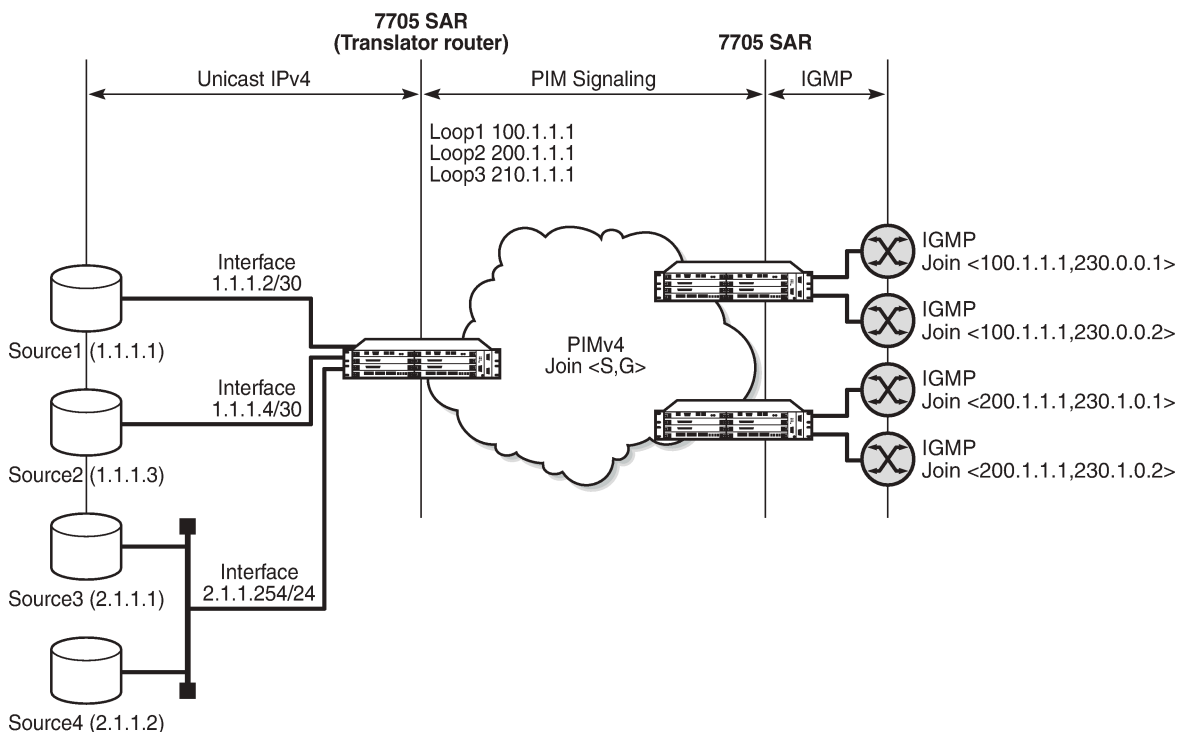 7705 SAR
(Translator router)
7705 SAR
Unicast IPv4
PIM Signaling
IGMP
Loop1 100.1.1.1
Loop2 200.1.1.1
Loop3 210.1.1.1
Interface
1.1.1.2/30
Source1 (1.1.1.1)
Interface
1.1.1.4/30
Source2 (1.1.1.3)
Interface
2.1.1.254/24
Source3 (2.1.1.1)
Source4 (2.1.1.2)
PIMv4
Join <S,G>
IGMP
Join <100.1.1.1,230.0.0.1>
IGMP
Join <100.1.1.1,230.0.0.2>
IGMP
Join <200.1.1.1,230.1.0.1>
IGMP
Join <200.1.1.1,230.1.0.2>